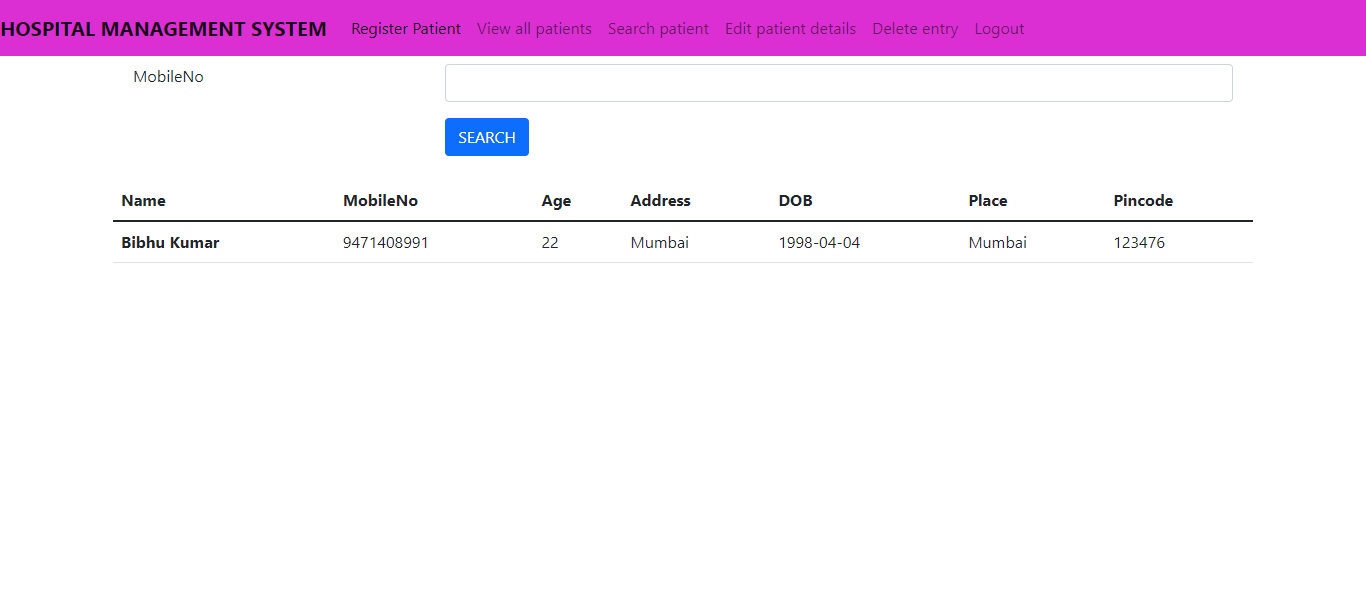 HOSPITAL MANAGEMENT SYSTEM Register Patient View all patients Search patient Edit patient details Delete entry Logout
MobileNo
SEARCH
Name MobileNo Age Address DOB Place Pincode
Bibhu Kumar 9471408991 22 Mumbai 1998-04-04 Mumbai 123476